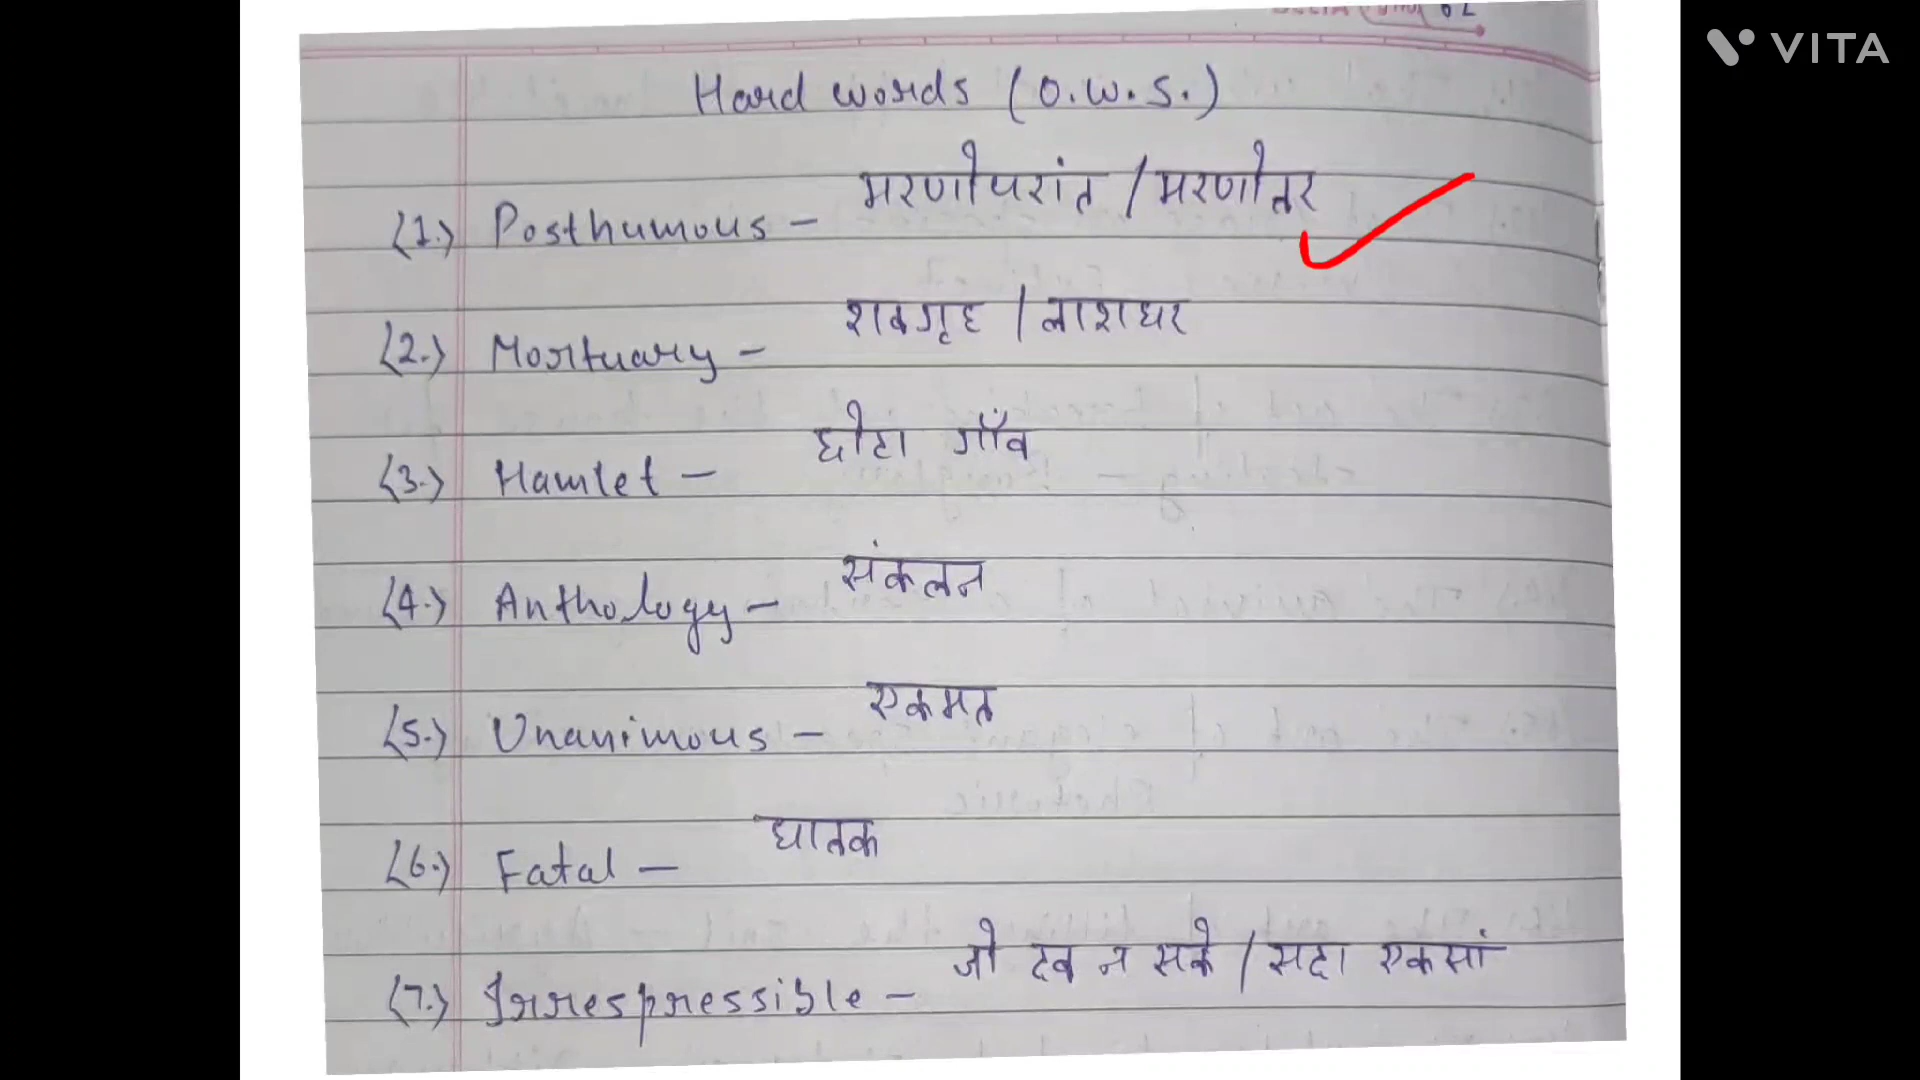 VITA
Hard words (O.W.S.)
(1.) Posthumous - मरणोपरांत / मरणोतर
(2.) Mortuary - शवगृह / लाशघर
(3.) Hamlet - छोटा गाँव
(4.) Anthology - संकलन
(5.) Unanimous - एकमत
(6.) Fatal - घातक
(7.) Irrespressible - जो दब न सके / सदा एकसां